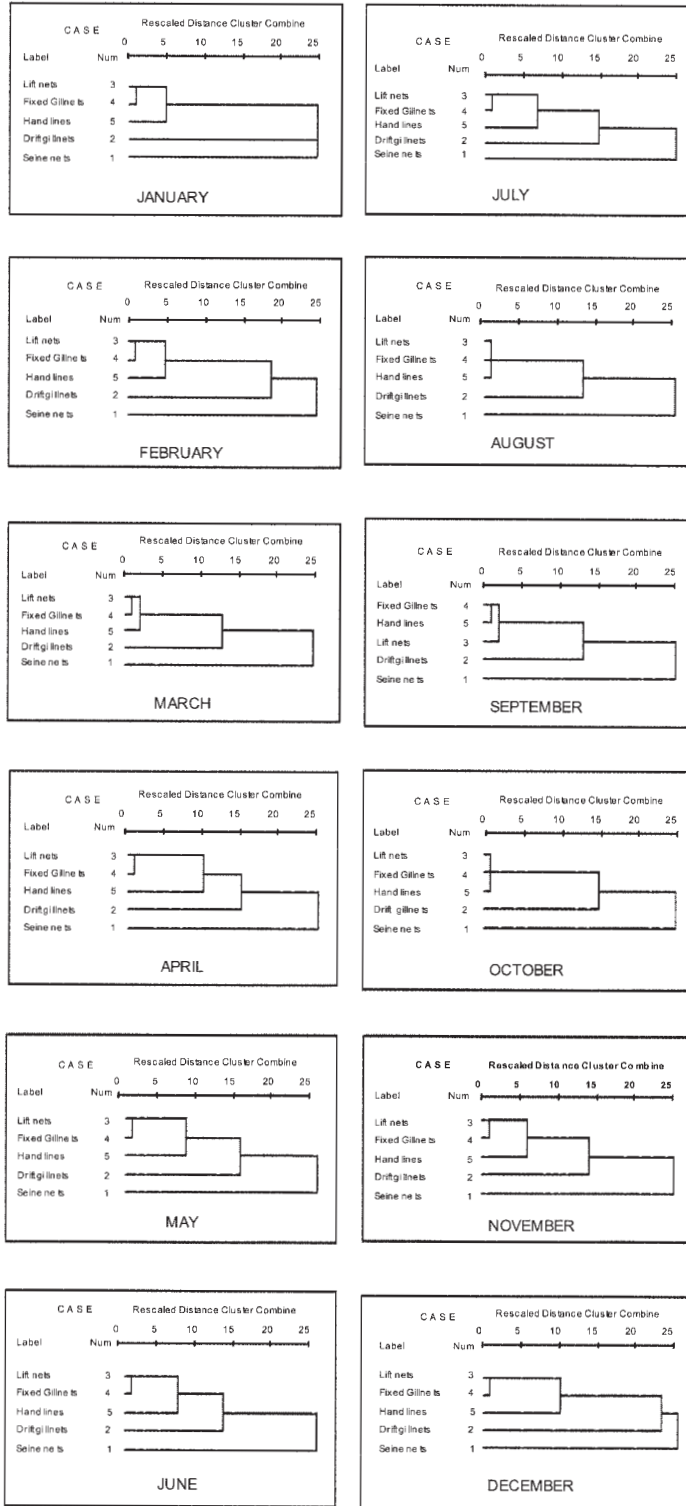 CASE Rescaled Distance Cluster Combine
0 5 10 15 20 25
Label Num
Lift nets 3
Fixed Gillnets 4
Hand lines 5
Driftgillnets 2
Seine nets 1
JANUARY
CASE Rescaled Distance Cluster Combine
0 5 10 15 20 25
Label Num
Lift nets 3
Fixed Gillnets 4
Hand lines 5
Driftgillnets 2
Seine nets 1
JULY
CASE Rescaled Distance Cluster Combine
0 5 10 15 20 25
Label Num
Lift nets 3
Fixed Gillnets 4
Hand lines 5
Driftgillnets 2
Seine nets 1
FEBRUARY
CASE Rescaled Distance Cluster Combine
0 5 10 15 20 25
Label Num
Lift nets 3
Fixed Gillnets 4
Hand lines 5
Driftgillnets 2
Seine nets 1
AUGUST
CASE Rescaled Distance Cluster Combine
0 5 10 15 20 25
Label Num
Lift nets 3
Fixed Gillnets 4
Hand lines 5
Driftgillnets 2
Seine nets 1
MARCH
CASE Rescaled Distance Cluster Combine
0 5 10 15 20 25
Label Num
Fixed Gillnets 4
Hand lines 5
Lift nets 3
Driftgillnets 2
Seine nets 1
SEPTEMBER
CASE Rescaled Distance Cluster Combine
0 5 10 15 20 25
Label Num
Lift nets 3
Fixed Gillnets 4
Hand lines 5
Driftgillnets 2
Seine nets 1
APRIL
CASE Rescaled Distance Cluster Combine
0 5 10 15 20 25
Label Num
Lift nets 3
Fixed Gillnets 4
Hand lines 5
Drift gillnets 2
Seine nets 1
OCTOBER
CASE Rescaled Distance Cluster Combine
0 5 10 15 20 25
Label Num
Lift nets 3
Fixed Gillnets 4
Hand lines 5
Driftgillnets 2
Seine nets 1
MAY
CASE Rescaled Distance Cluster Combine
0 5 10 15 20 25
Label Num
Lift nets 3
Fixed Gillnets 4
Hand lines 5
Driftgillnets 2
Seine nets 1
NOVEMBER
CASE Rescaled Distance Cluster Combine
0 5 10 15 20 25
Label Num
Lift nets 3
Fixed Gillnets 4
Hand lines 5
Driftgillnets 2
Seine nets 1
JUNE
CASE Rescaled Distance Cluster Combine
0 5 10 15 20 25
Label Num
Lift nets 3
Fixed Gillnets 4
Hand lines 5
Driftgillnets 2
Seine nets 1
DECEMBER